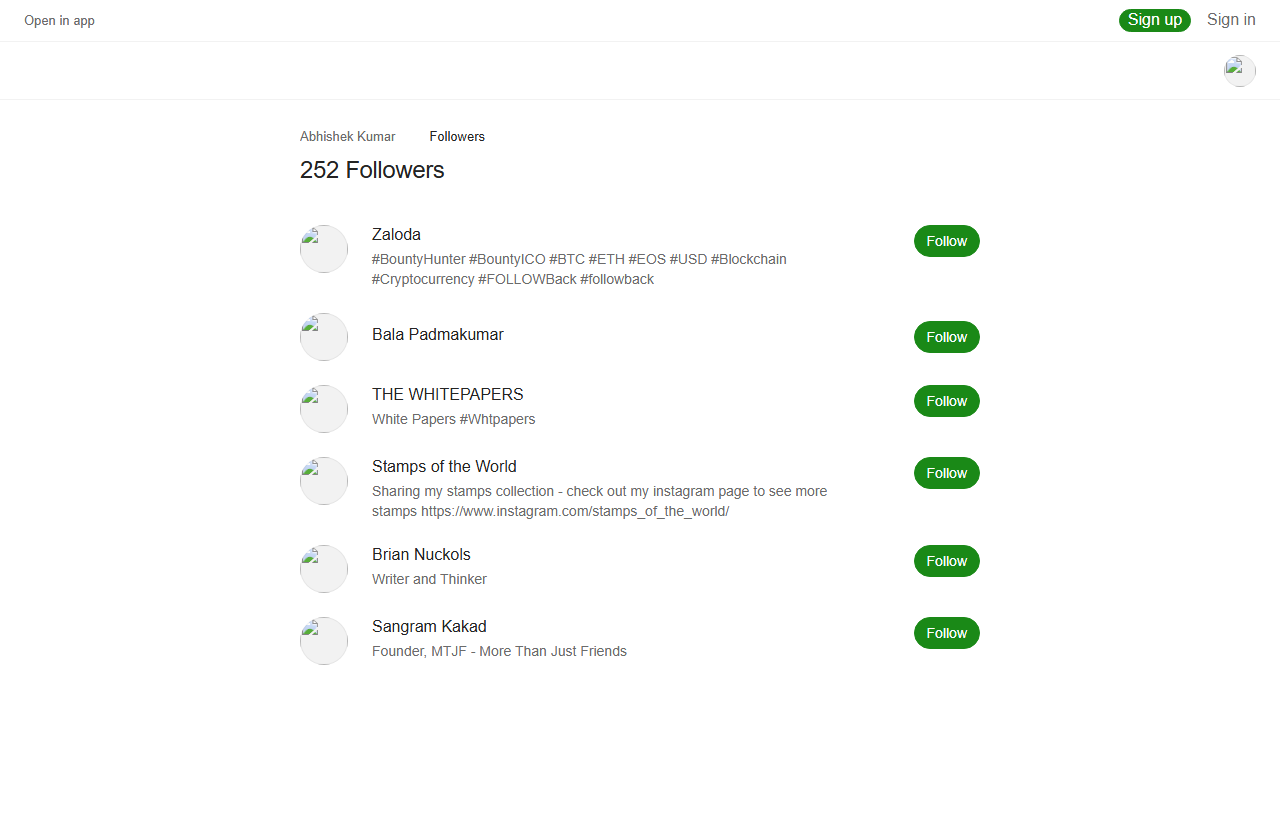 Open in app
Sign up
Sign in
Abhishek Kumar
Followers
252 Followers
Zaloda
Follow
#BountyHunter #BountyICO #BTC #ETH #EOS #USD #Blockchain
#Cryptocurrency #FOLLOWBack #followback
Bala Padmakumar
Follow
THE WHITEPAPERS
Follow
White Papers #Whtpapers
Stamps of the World
Follow
Sharing my stamps collection - check out my instagram page to see more
stamps https://www.instagram.com/stamps_of_the_world/
Brian Nuckols
Follow
Writer and Thinker
Sangram Kakad
Follow
Founder, MTJF - More Than Just Friends